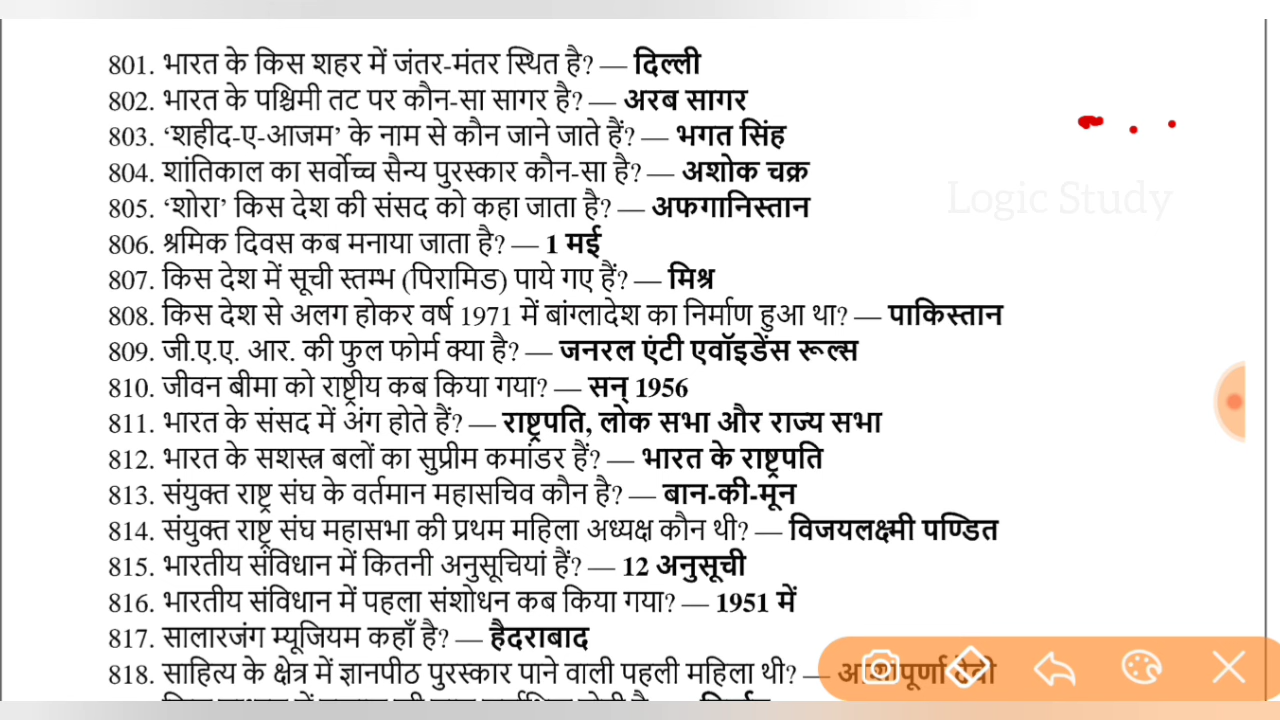 801. भारत के किस शहर में जंतर-मंतर स्थित है? — दिल्ली
802. भारत के पश्चिमी तट पर कौन-सा सागर है? — अरब सागर
803. ‘शहीद-ए-आजम’ के नाम से कौन जाने जाते हैं? — भगत सिंह
804. शांतिकाल का सर्वोच्च सैन्य पुरस्कार कौन-सा है? — अशोक चक्र
Logic Study
805. ‘शोरा’ किस देश की संसद को कहा जाता है? — अफगानिस्तान
806. श्रमिक दिवस कब मनाया जाता है? — 1 मई
807. किस देश में सूची स्तम्भ (पिरामिड) पाये गए हैं? — मिश्र
808. किस देश से अलग होकर वर्ष 1971 में बांग्लादेश का निर्माण हुआ था? — पाकिस्तान
809. जी.ए.ए. आर. की फुल फोर्म क्या है? — जनरल एंटी एवॉइडेंस रूल्स
810. जीवन बीमा को राष्ट्रीय कब किया गया? — सन् 1956
811. भारत के संसद में अंग होते हैं? — राष्ट्रपति, लोक सभा और राज्य सभा
812. भारत के सशस्त्र बलों का सुप्रीम कमांडर हैं? — भारत के राष्ट्रपति
813. संयुक्त राष्ट्र संघ के वर्तमान महासचिव कौन है? — बान-की-मून
814. संयुक्त राष्ट्र संघ महासभा की प्रथम महिला अध्यक्ष कौन थी? — विजयलक्ष्मी पण्डित
815. भारतीय संविधान में कितनी अनुसूचियां हैं? — 12 अनुसूची
816. भारतीय संविधान में पहला संशोधन कब किया गया? — 1951 में
817. सालारजंग म्यूजियम कहाँ है? — हैदराबाद
818. साहित्य के क्षेत्र में ज्ञानपीठ पुरस्कार पाने वाली पहली महिला थी? —